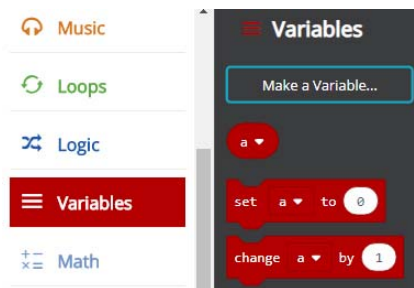 Music
Loops
Logic
Variables
Math
Variables
Make a Variable...
a
set a to 0
change a by 1